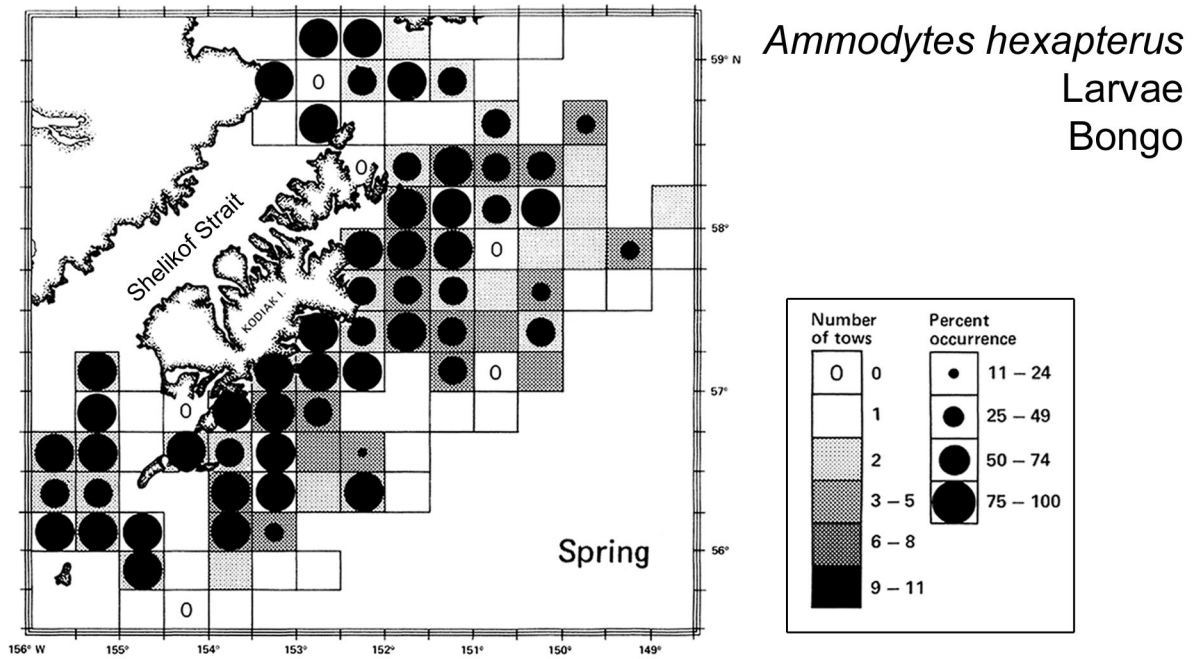 Ammodytes hexapterus
Larvae
Bongo
59° N
58°
57°
56°
0
0
0
0
0
0
Shelikof Strait
KODIAK I.
Spring
156° W 155° 154° 153° 152° 151° 150° 149°
Number of tows
0 0
1
2
3 – 5
6 – 8
9 – 11
Percent occurrence
11 – 24
25 – 49
50 – 74
75 – 100